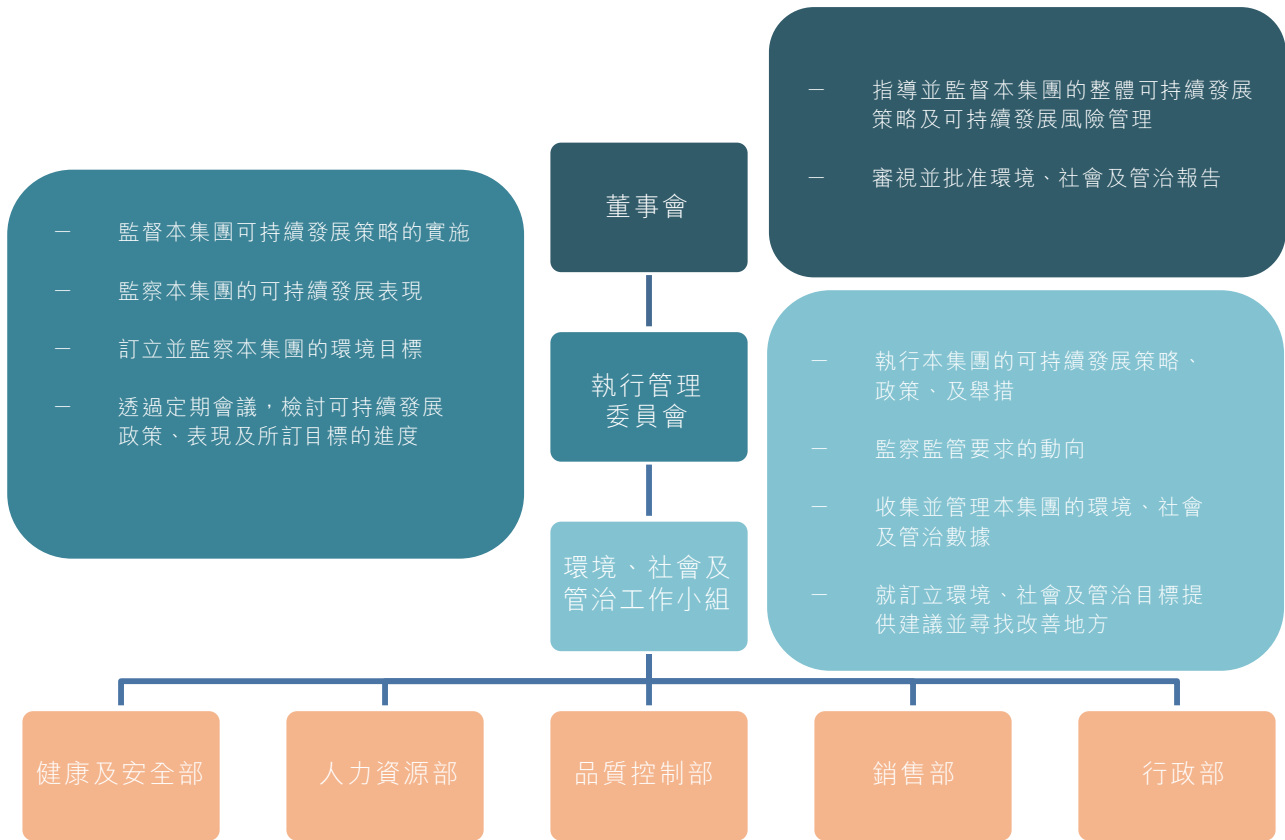 — 指導並監督本集團的整體可持續發展
策略及可持續發展風險管理
— 審視並批准環境、社會及管治報告
董事會
— 監督本集團可持續發展策略的實施
— 監察本集團的可持續發展表現
— 訂立並監察本集團的環境目標
— 透過定期會議，檢討可持續發展
政策、表現及所訂目標的進度
執行管理
委員會
— 執行本集團的可持續發展策略、
政策、及舉措
— 監察監管要求的動向
— 收集並管理本集團的環境、社會
及管治數據
— 就訂立環境、社會及管治目標提
供建議並尋找改善地方
環境、社會及
管治工作小組
健康及安全部
人力資源部
品質控制部
銷售部
行政部